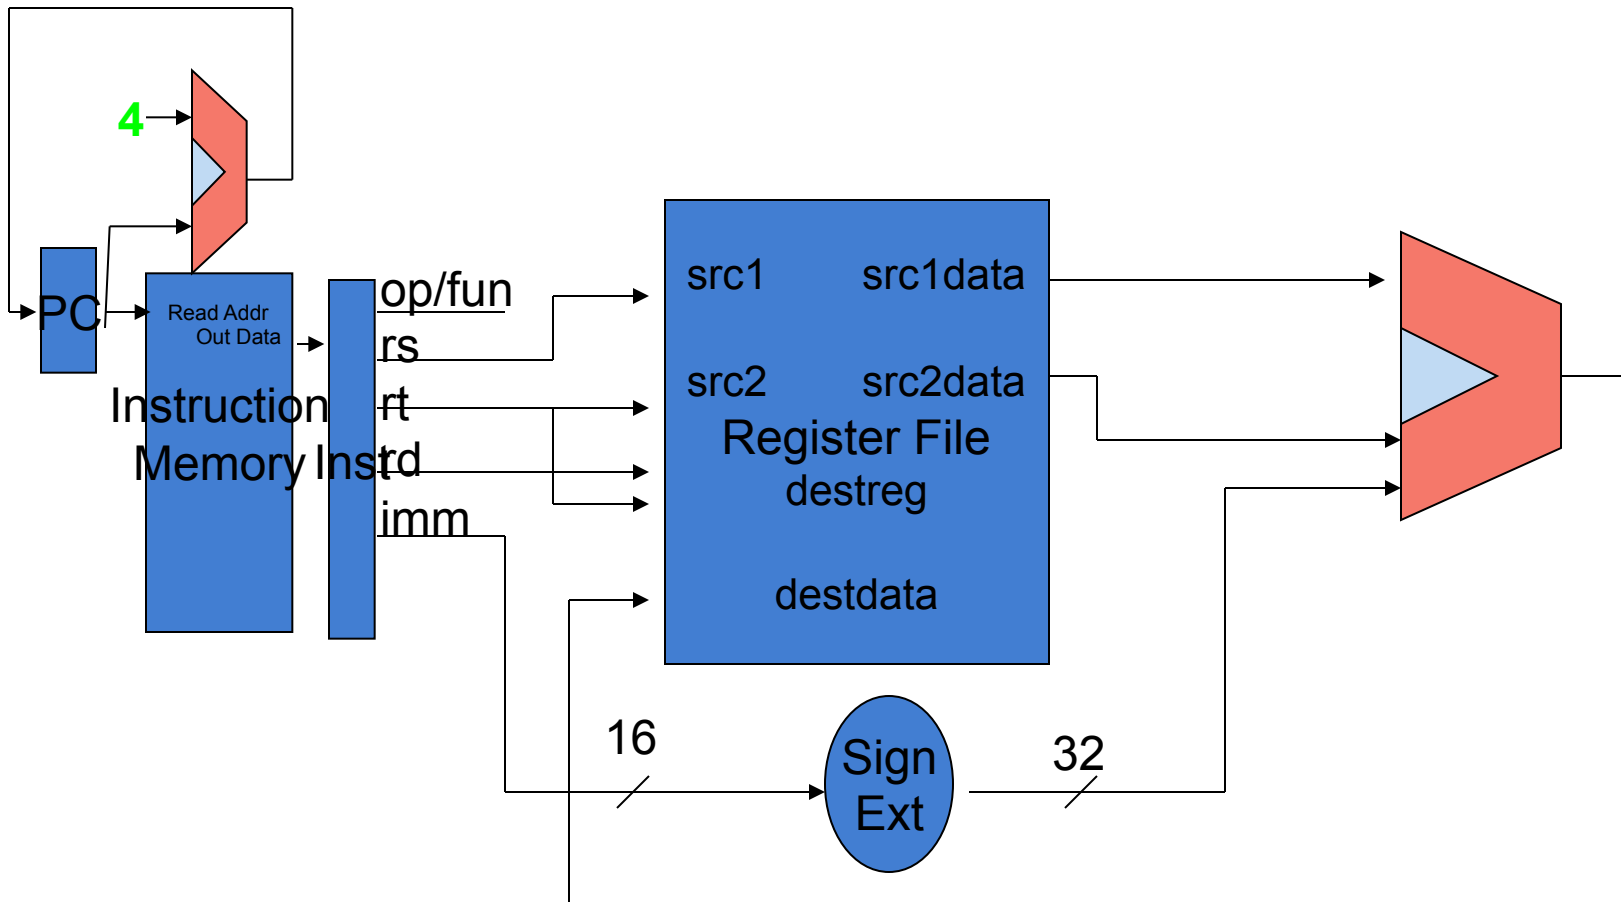 4
PC
Read Addr
Out Data
Instruction
Memory
Inst
op/fun
rs
rt
rd
imm
src1
src1data
src2
src2data
Register File
destreg
destdata
16
Sign
Ext
32